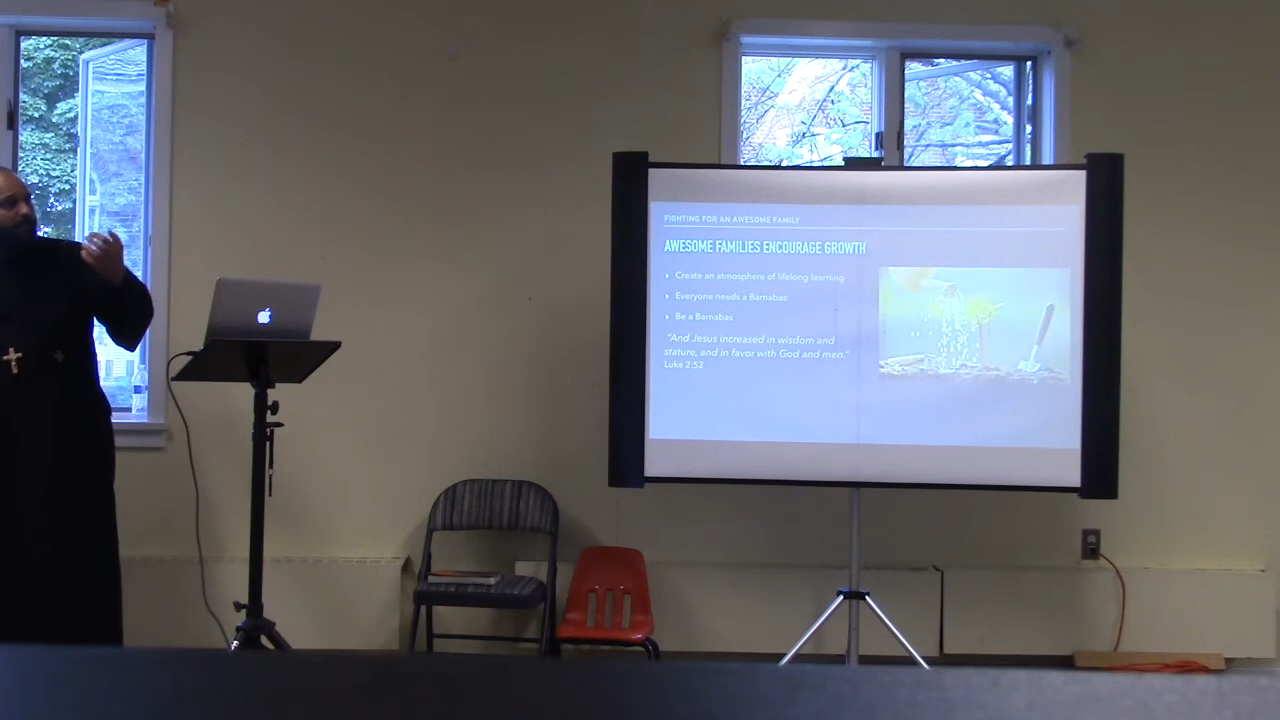 FIGHTING FOR AN AWESOME FAMILY
AWESOME FAMILIES ENCOURAGE GROWTH
Create an atmosphere of lifelong learning
Everyone needs a Barnabas
Be a Barnabas
"And Jesus increased in wisdom and
stature, and in favor with God and men."
Luke 2:52